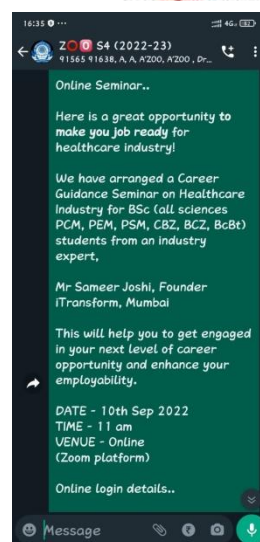 16:35
4G
ZO0 S4 (2022-23)
91565 91638, A, A, A'ZOO, A'ZOO , Dr...
Online Seminar..
Here is a great opportunity to
make you job ready for
healthcare industry!
We have arranged a Career
Guidance Seminar on Healthcare
Industry for BSc (all sciences
PCM, PEM, PSM, CBZ, BCZ, BcBt)
students from an industry
expert,
Mr Sameer Joshi, Founder
iTransform, Mumbai
This will help you to get engaged
in your next level of career
opportunity and enhance your
employability.
DATE - 10th Sep 2022
TIME - 11 am
VENUE - Online
(Zoom platform)
Online login details..
Message